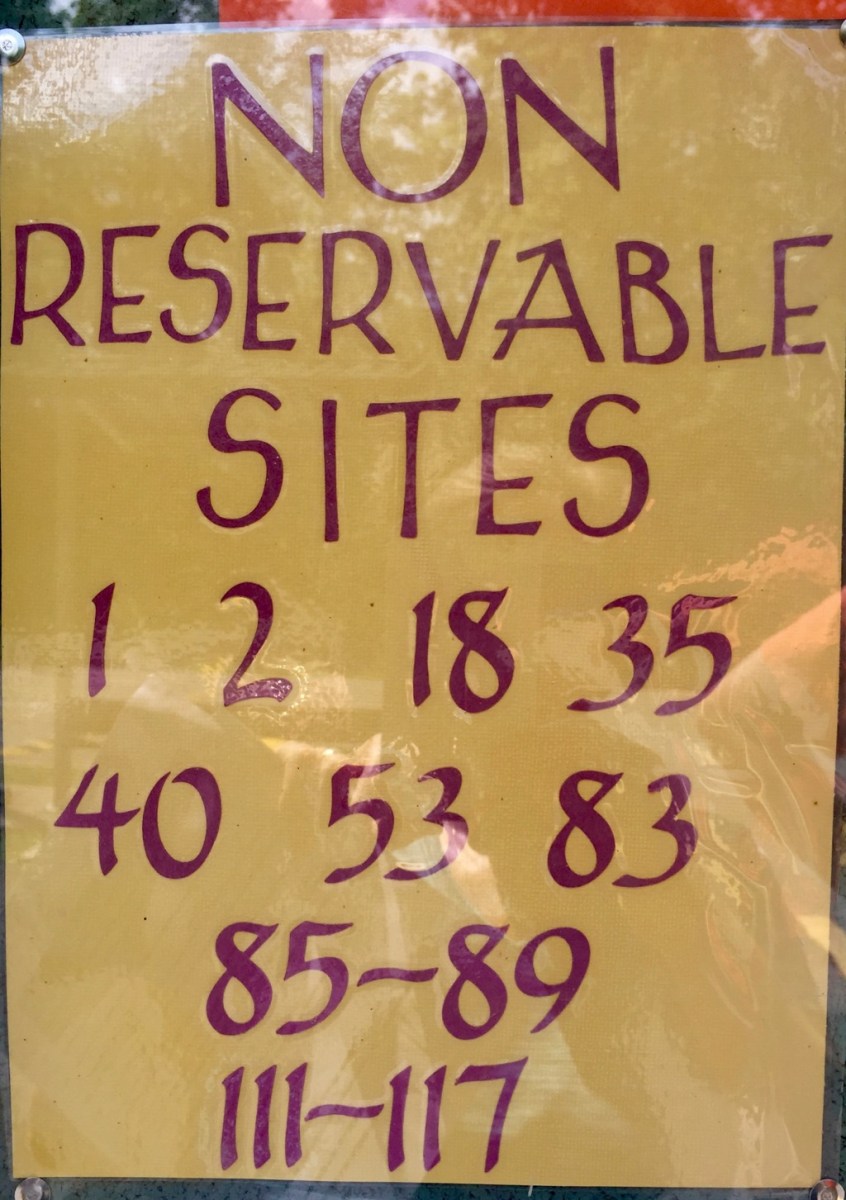 NON
RESERVABLE
SITES
1 2 18 35
40 53 83
85~89
111~117